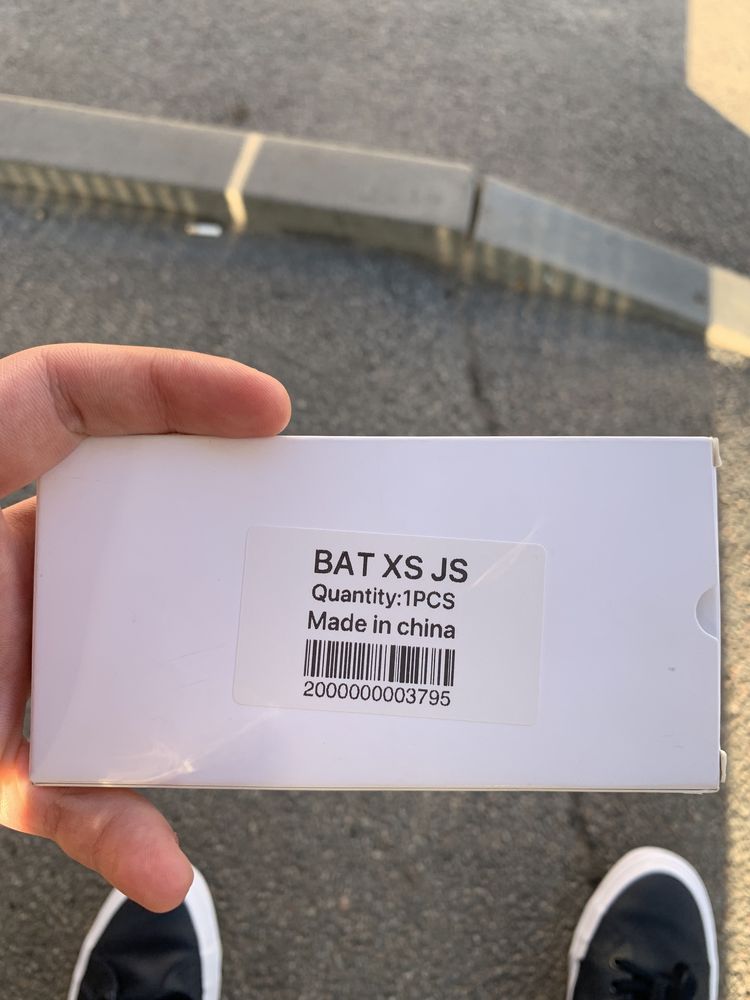 BAT XS JS
Quantity:1PCS
Made in china
2000000003795